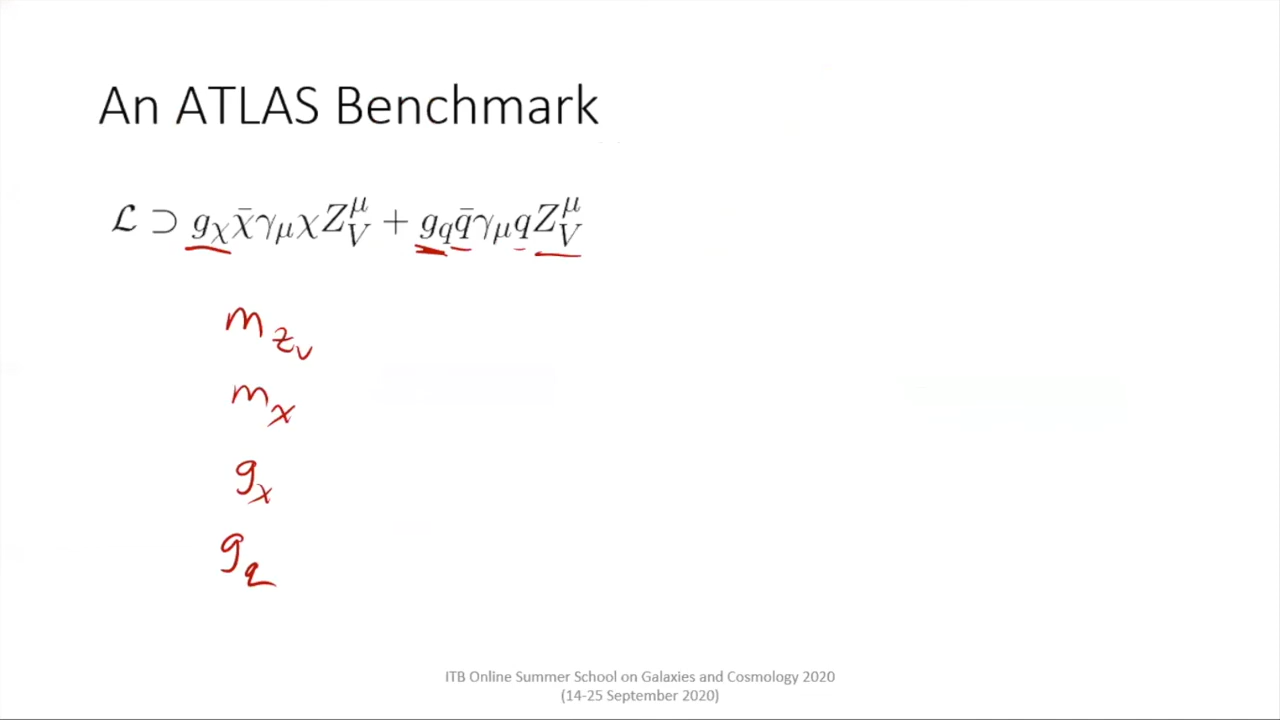 An ATLAS Benchmark
ℒ ⊃ g_χ χ̄γ_μχZ_V^μ + g_q q̄γ_μqZ_V^μ
m_{Z_V}
m_χ
g_χ
g_q
ITB Online Summer School on Galaxies and Cosmology 2020
(14-25 September 2020)